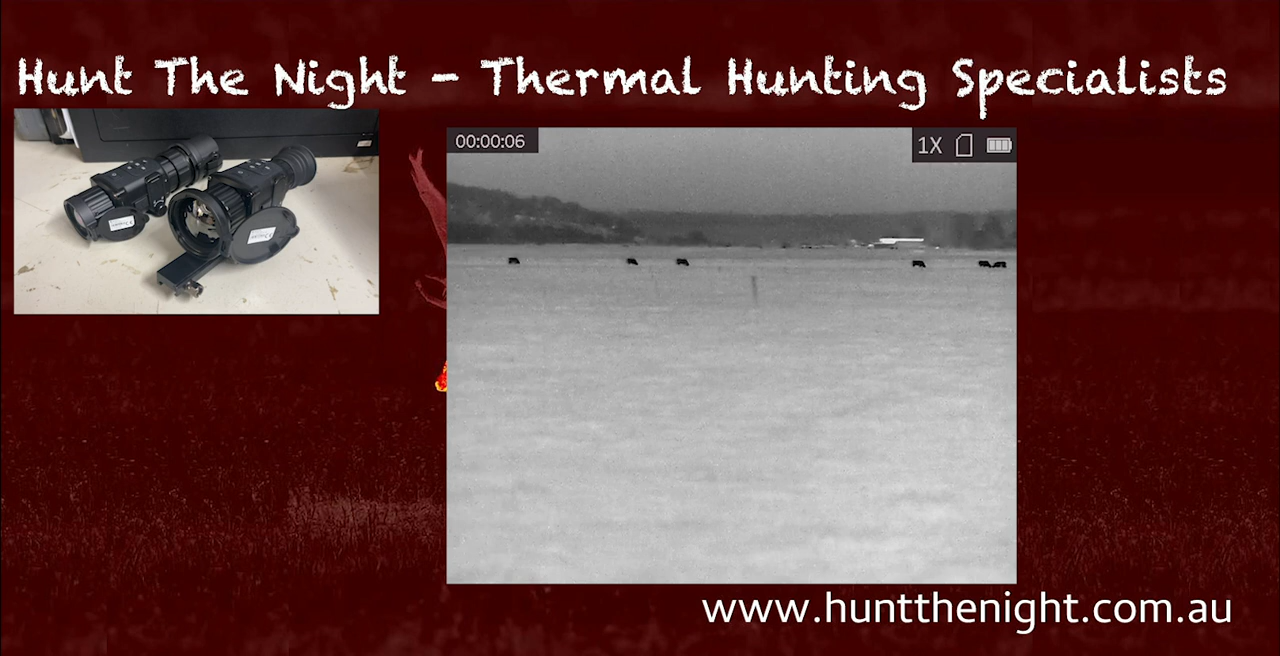 Hunt The Night - Thermal Hunting Specialists
00:00:06
1X
www.huntthenight.com.au